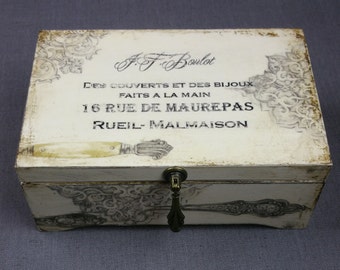 J. F. Boulot
DES COUVERTS ET DES BIJOUX
FAITS A LA MAIN
16 RUE DE MAUREPAS
RUEIL- MALMAISON